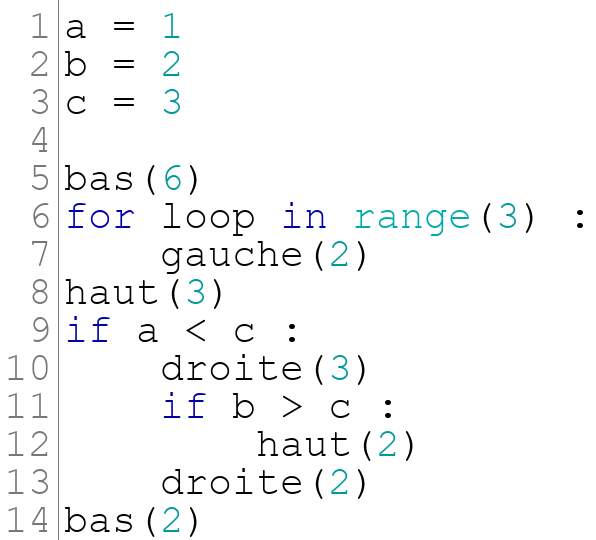 1 a = 1
2 b = 2
3 c = 3
4
5 bas(6)
6 for loop in range(3) :
7     gauche(2)
8 haut(3)
9 if a < c :
10     droite(3)
11     if b > c :
12         haut(2)
13     droite(2)
14 bas(2)